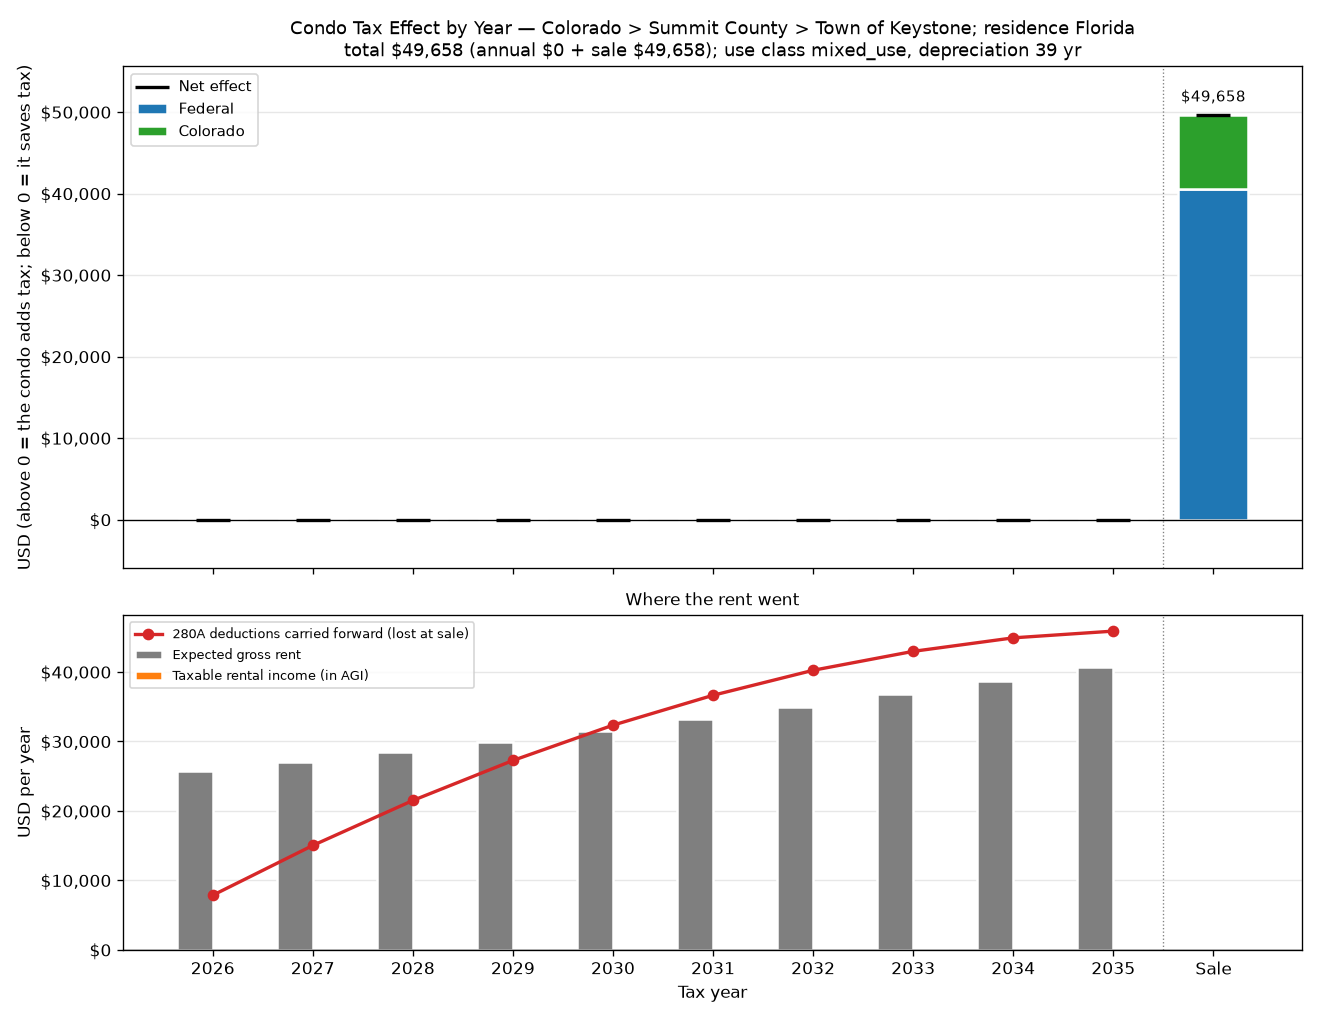 Condo Tax Effect by Year — Colorado > Summit County > Town of Keystone; residence Florida
total $49,658 (annual $0 + sale $49,658); use class mixed_use, depreciation 39 yr
USD (above 0 = the condo adds tax; below 0 = it saves tax)
Net effect
Federal
Colorado
$49,658
$50,000
$40,000
$30,000
$20,000
$10,000
$0
Where the rent went
280A deductions carried forward (lost at sale)
Expected gross rent
Taxable rental income (in AGI)
USD per year
$40,000
$30,000
$20,000
$10,000
$0
2026 2027 2028 2029 2030 2031 2032 2033 2034 2035 Sale
Tax year